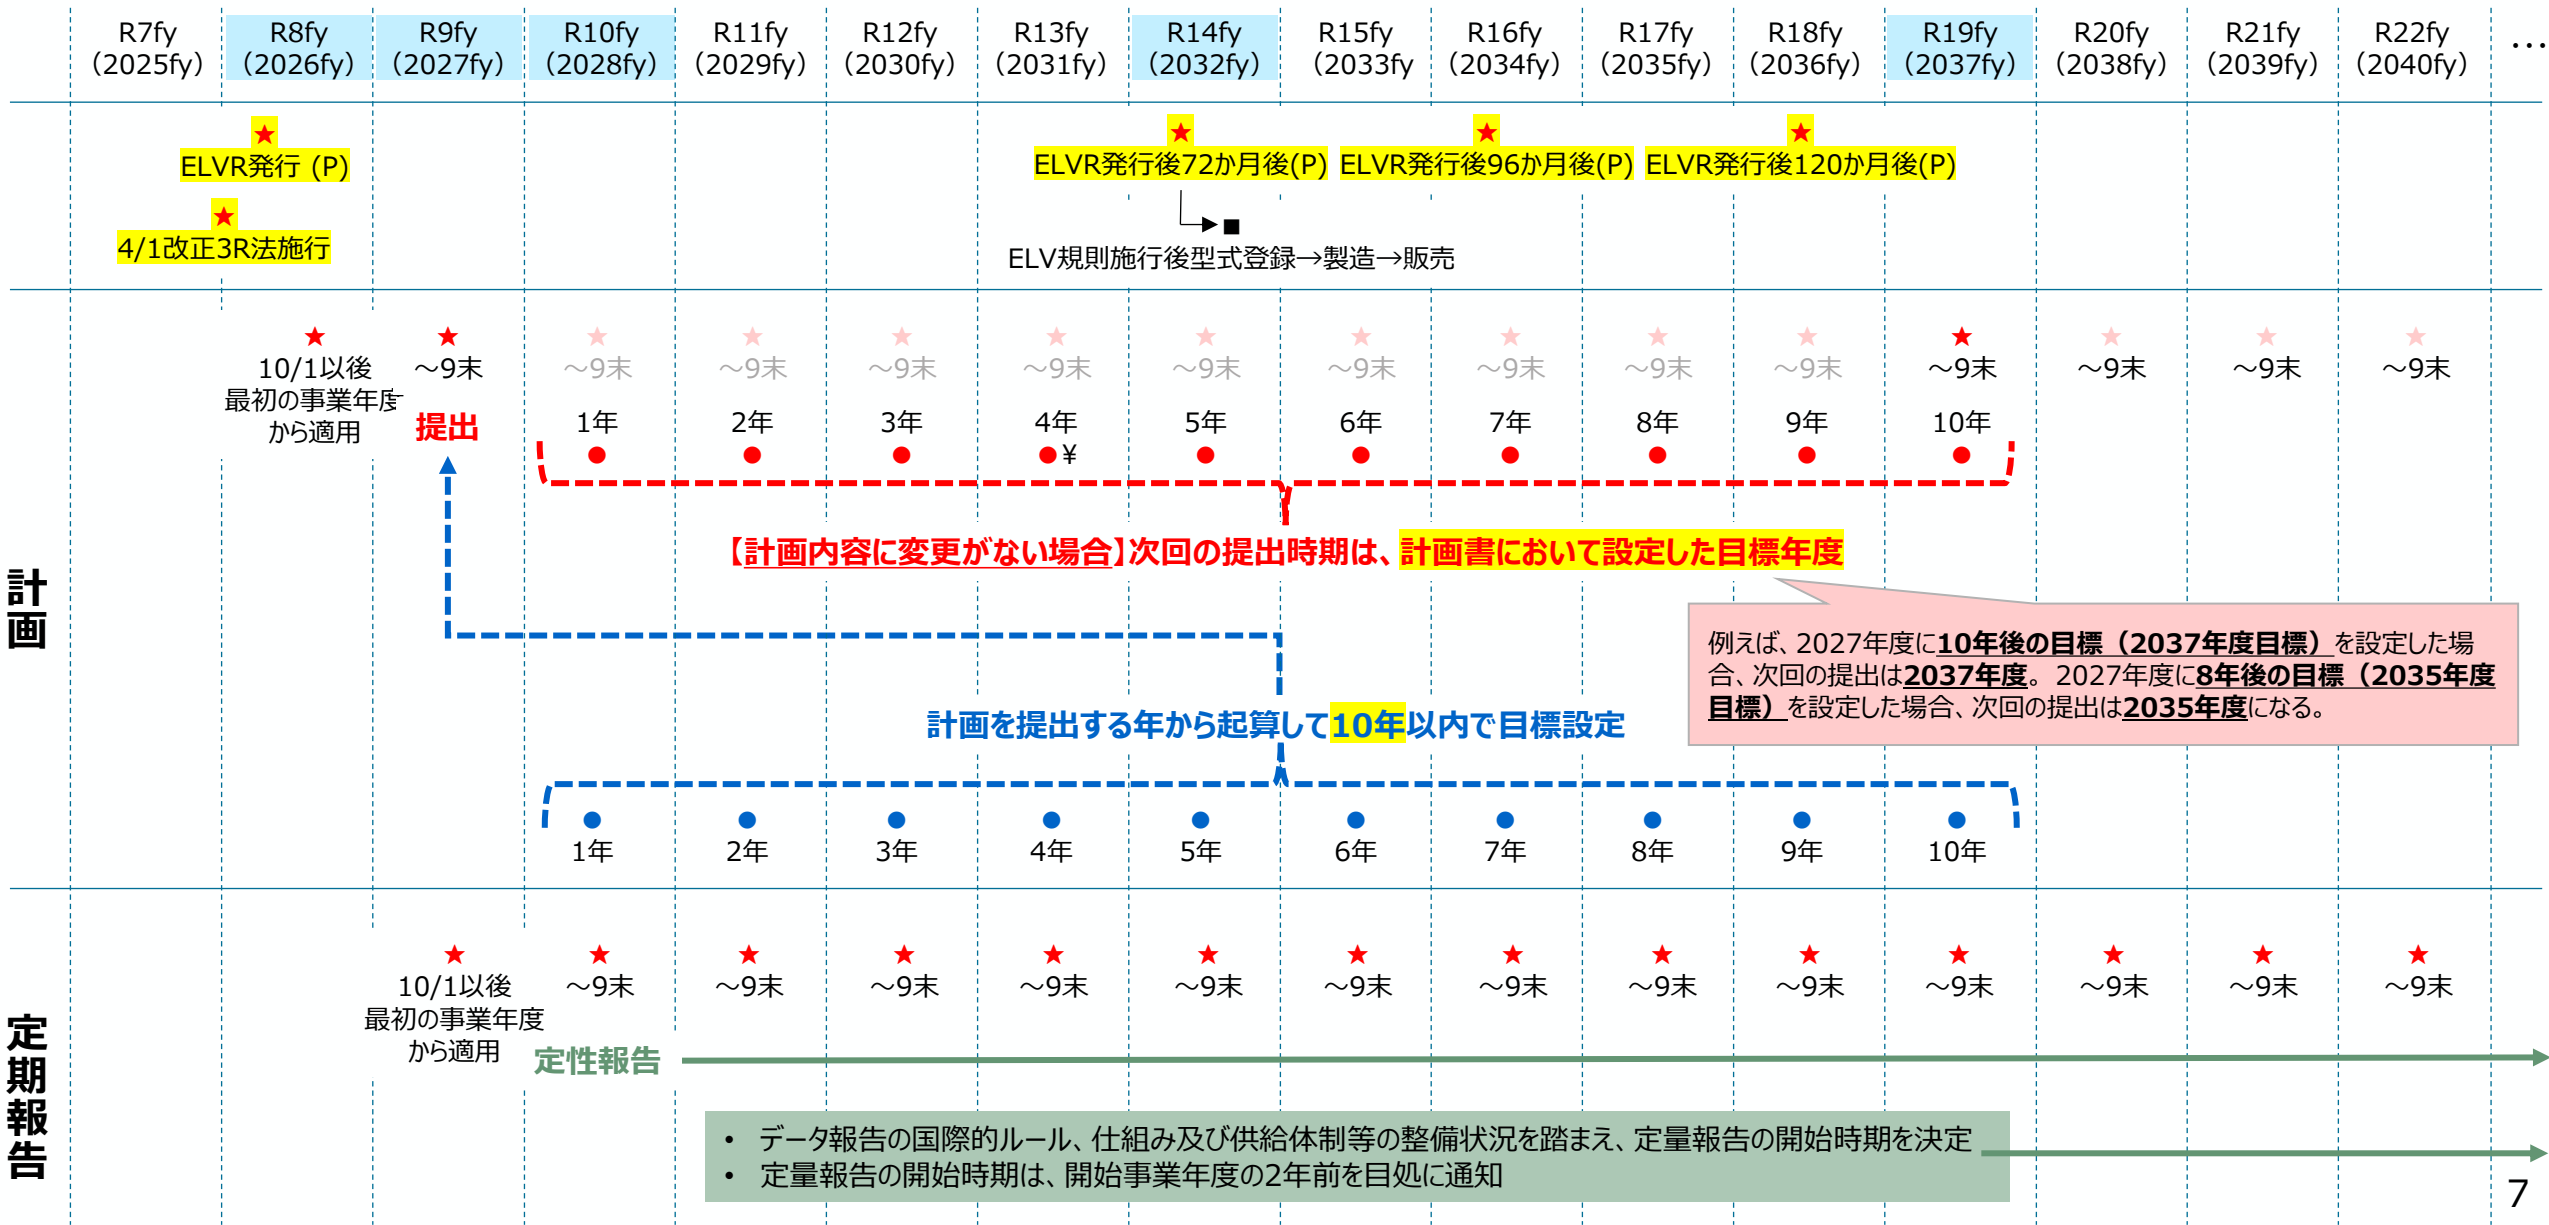 R7fy
(2025fy)
R8fy
(2026fy)
R9fy
(2027fy)
R10fy
(2028fy)
R11fy
(2029fy)
R12fy
(2030fy)
R13fy
(2031fy)
R14fy
(2032fy)
R15fy
(2033fy
R16fy
(2034fy)
R17fy
(2035fy)
R18fy
(2036fy)
R19fy
(2037fy)
R20fy
(2038fy)
R21fy
(2039fy)
R22fy
(2040fy)
…
★
ELVR発行 (P)
★
4/1改正3R法施行
★
ELVR発行後72か月後(P)
★
ELVR発行後96か月後(P)
★
ELVR発行後120か月後(P)
■
ELV規則施行後型式登録→製造→販売
計画
★
10/1以後
最初の事業年度
から適用
★
～9末
提出
★ ★ ★ ★ ★ ★ ★ ★ ★ ★ ★ ★ ★
～9末 ～9末 ～9末 ～9末 ～9末 ～9末 ～9末 ～9末 ～9末 ～9末 ～9末 ～9末 ～9末
1年 2年 3年 4年 5年 6年 7年 8年 9年 10年
● ● ● ●¥ ● ● ● ● ● ●
【計画内容に変更がない場合】次回の提出時期は、計画書において設定した目標年度
例えば、2027年度に10年後の目標（2037年度目標）を設定した場
合、次回の提出は2037年度。2027年度に8年後の目標（2035年度
目標）を設定した場合、次回の提出は2035年度になる。
計画を提出する年から起算して10年以内で目標設定
● ● ● ● ● ● ● ● ● ●
1年 2年 3年 4年 5年 6年 7年 8年 9年 10年
定期報告
★
10/1以後
最初の事業年度
から適用
★ ★ ★ ★ ★ ★ ★ ★ ★ ★ ★ ★ ★
～9末 ～9末 ～9末 ～9末 ～9末 ～9末 ～9末 ～9末 ～9末 ～9末 ～9末 ～9末 ～9末
定性報告
• データ報告の国際的ルール、仕組み及び供給体制等の整備状況を踏まえ、定量報告の開始時期を決定
• 定量報告の開始時期は、開始事業年度の2年前を目処に通知
7